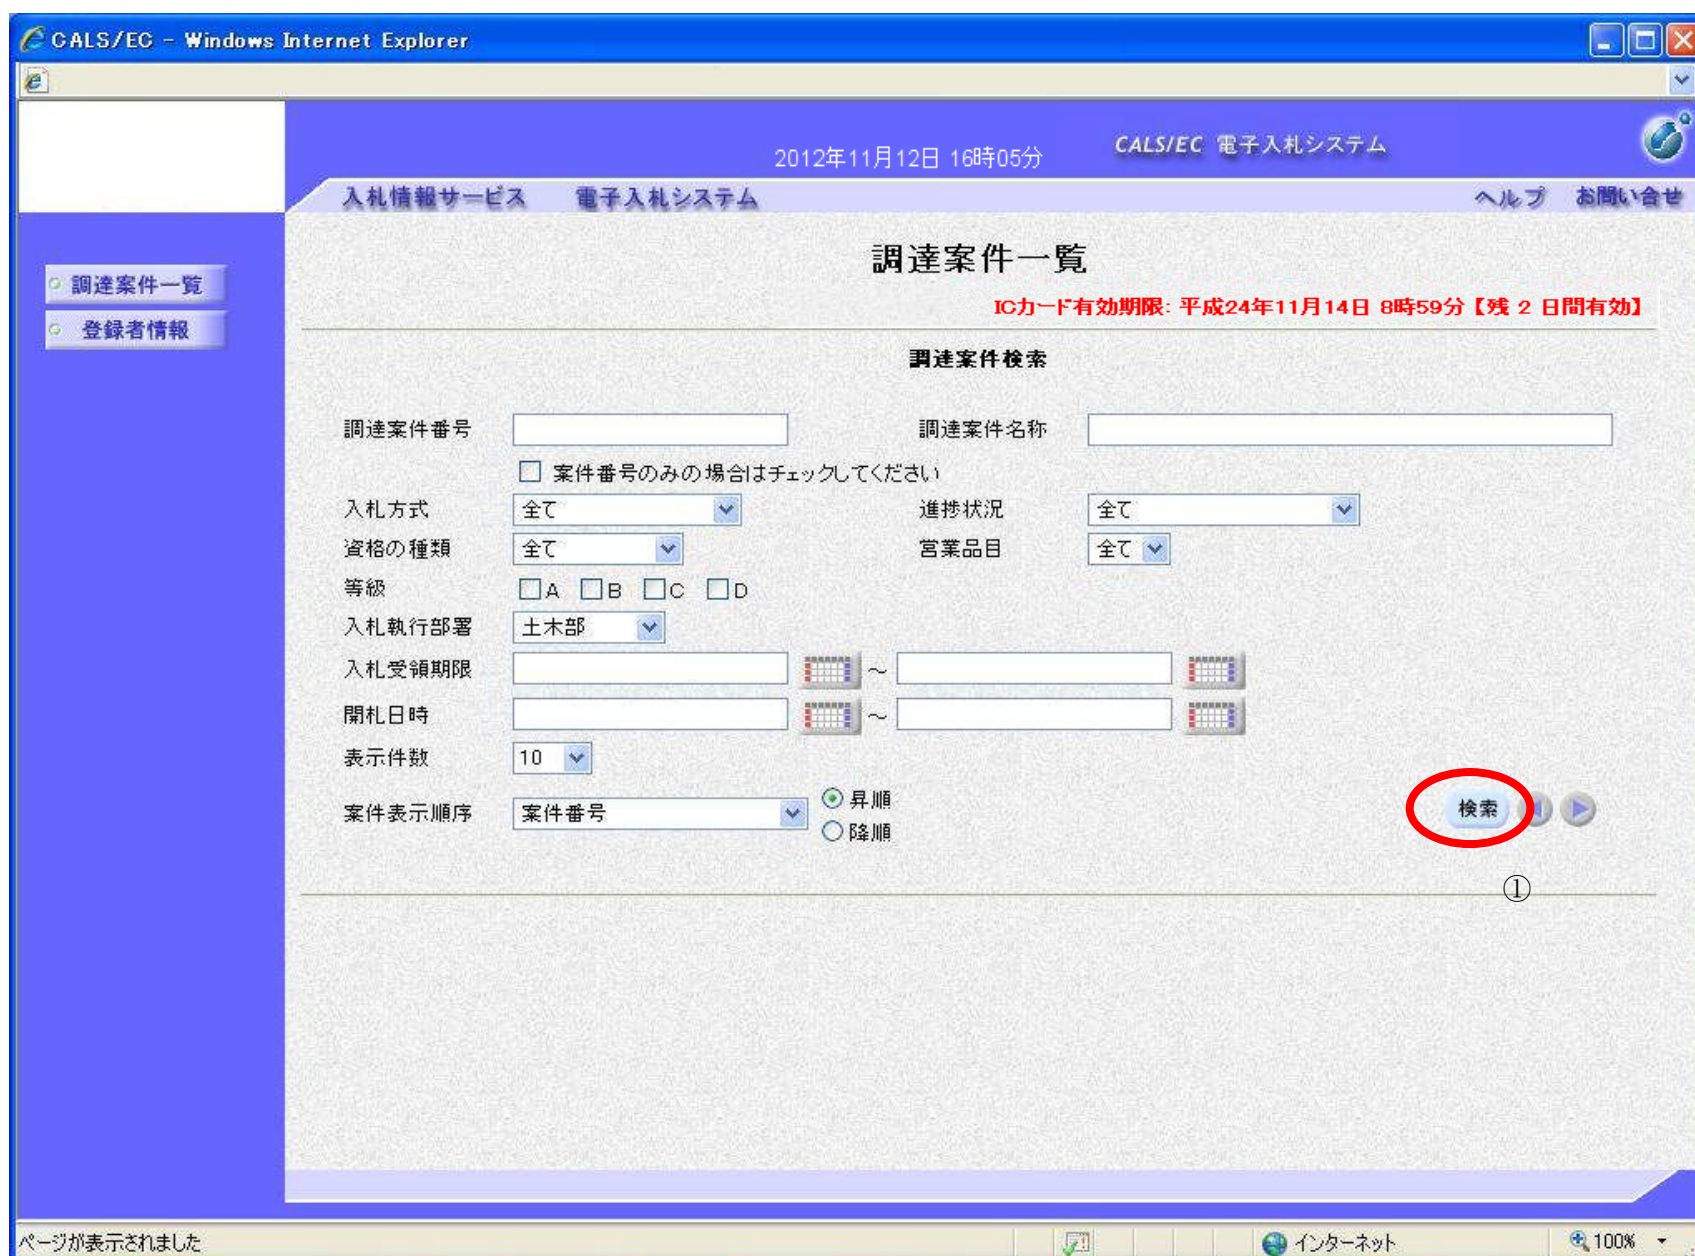 CALS/EC - Windows Internet Explorer
2012年11月12日 16時05分
CALS/EC 電子入札システム
入札情報サービス 電子入札システム ヘルプ お問い合せ
調達案件一覧
登録者情報
調達案件一覧
ICカード有効期限: 平成24年11月14日 8時59分【残 2 日間有効】
調達案件検索
調達案件番号 調達案件名称
案件番号のみの場合はチェックしてください
入札方式 全て 進捗状況 全て
資格の種類 全て 営業品目 全て
等級 A B C D
入札執行部署 土木部
入札受領期限 ～
開札日時 ～
表示件数 10
案件表示順序 案件番号 昇順
降順
検索
①
ページが表示されました インターネット 100%